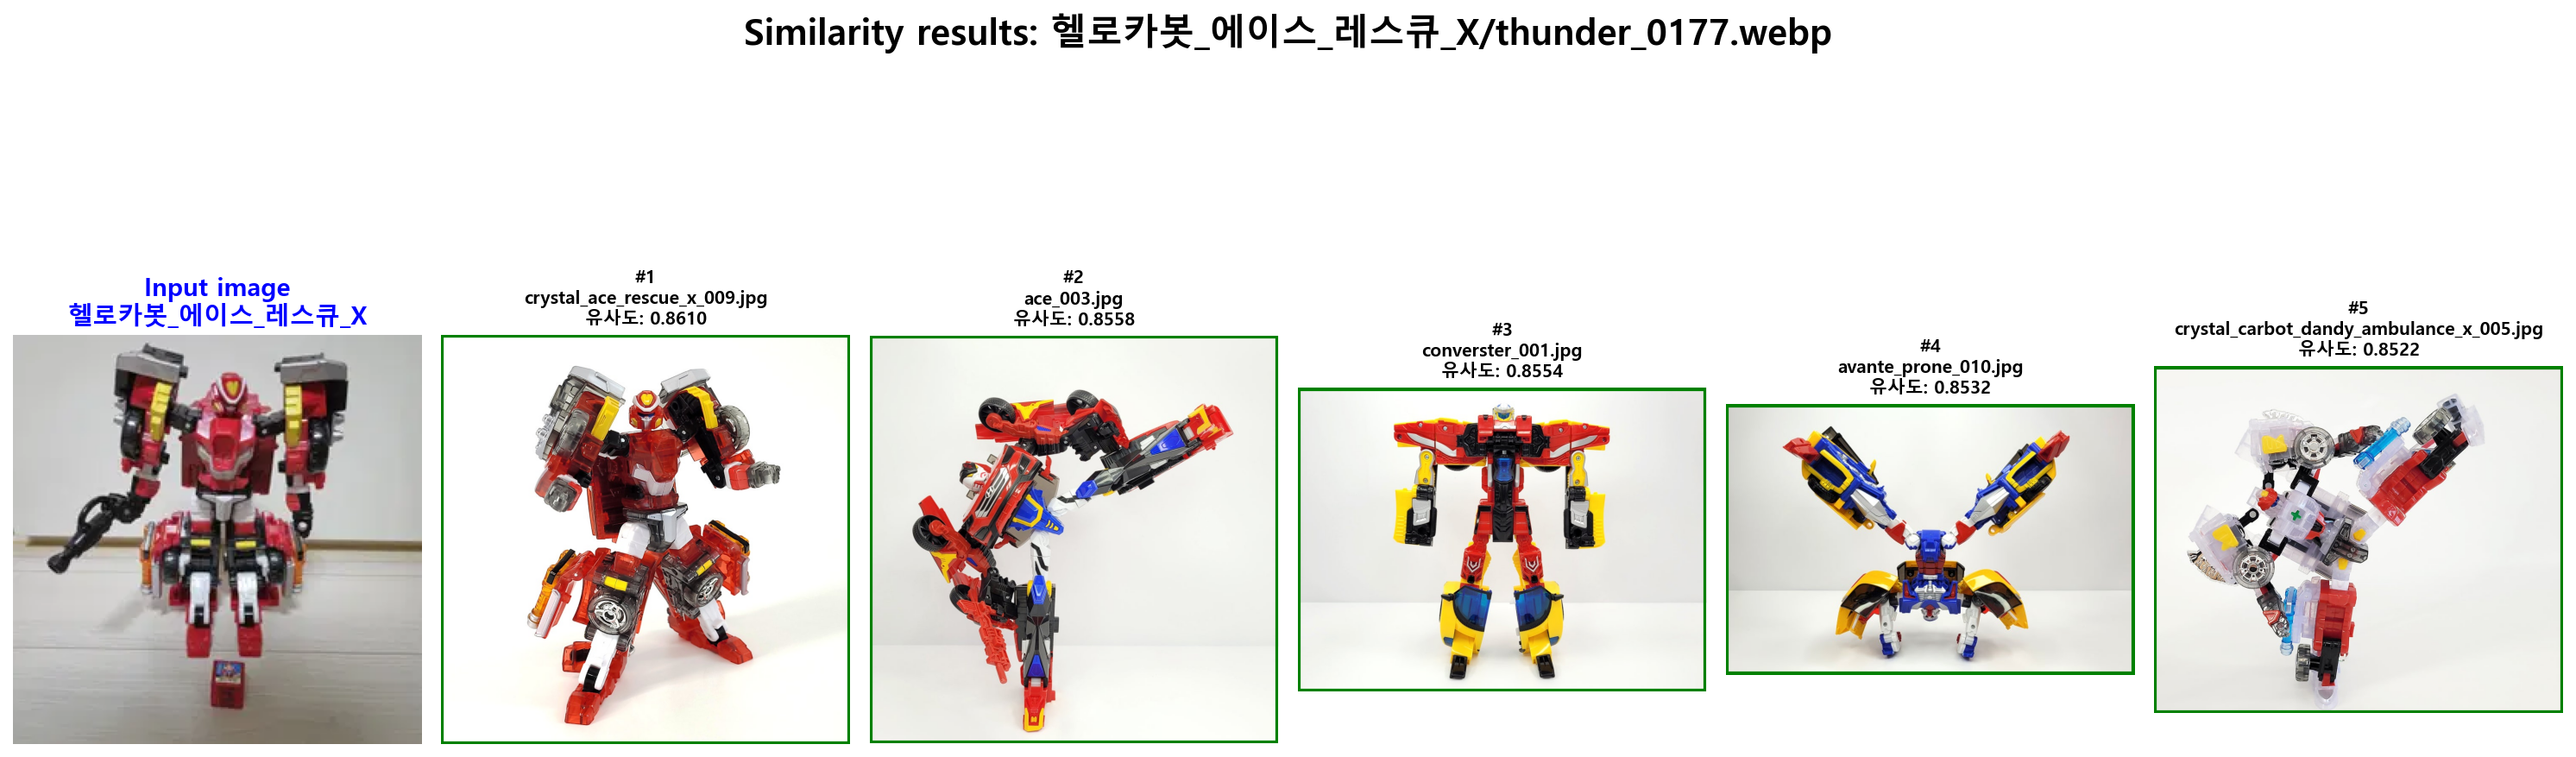 Similarity results: 헬로카봇_에이스_레스큐_X/thunder_0177.webp
Input image
헬로카봇_에이스_레스큐_X
#1
crystal_ace_rescue_x_009.jpg
유사도: 0.8610
#2
ace_003.jpg
유사도: 0.8558
#3
converster_001.jpg
유사도: 0.8554
#4
avante_prone_010.jpg
유사도: 0.8532
#5
crystal_carbot_dandy_ambulance_x_005.jpg
유사도: 0.8522